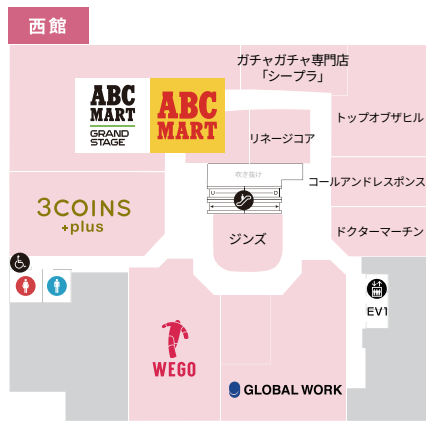 西館
ガチャガチャ専門店
「シープラ」
ABC
MART
GRAND
STAGE
ABC
MART
トップオブザヒル
リネージコア
吹き抜け
コールアンドレスポンス
3COINS
+plus
U
D
ジンズ
ドクターマーチン
EV1
WEGO
GLOBAL WORK